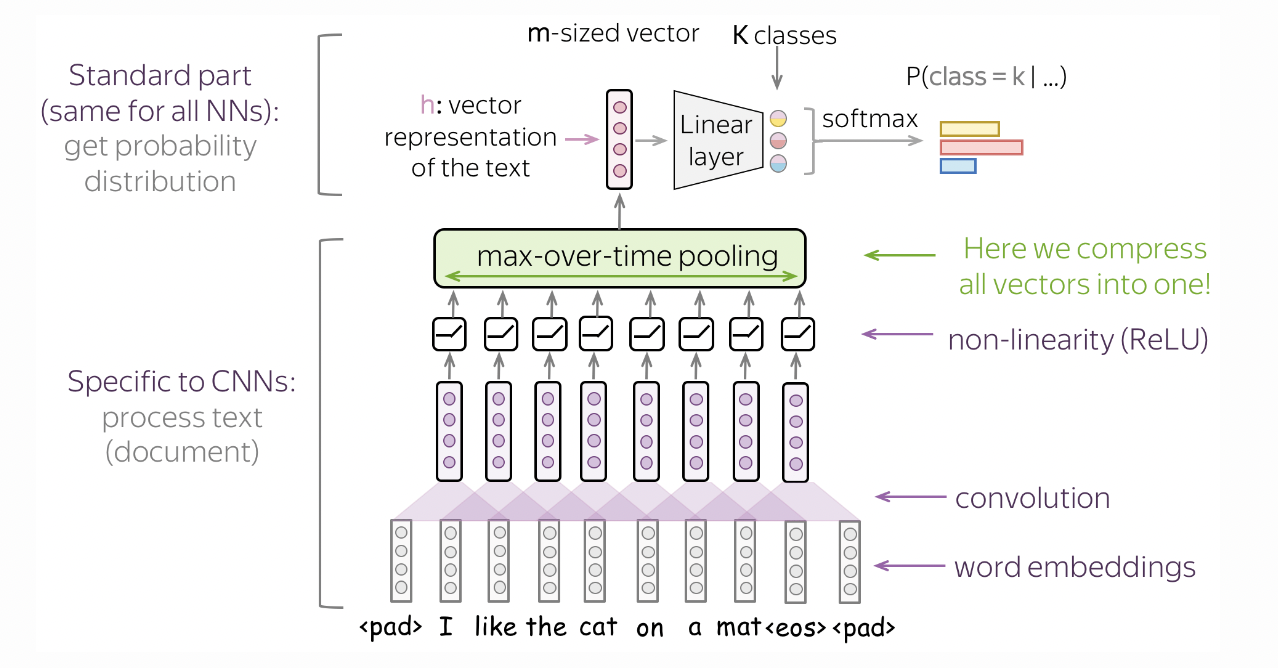 m-sized vector
K classes
Standard part
(same for all NNs):
get probability
distribution
h: vector
representation
of the text
Linear
layer
softmax
P(class = k | ...)
max-over-time pooling
Here we compress
all vectors into one!
non-linearity (ReLU)
Specific to CNNs:
process text
(document)
convolution
word embeddings
<pad> I like the cat on a mat <eos> <pad>